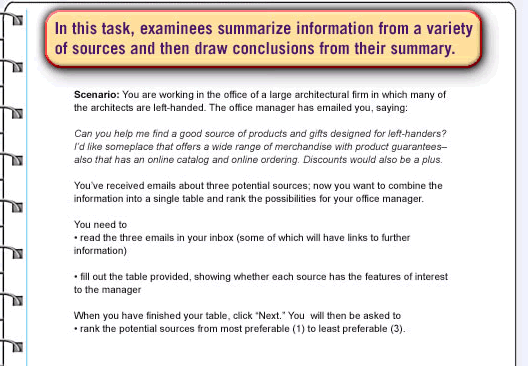 In this task, examinees summarize information from a variety
of sources and then draw conclusions from their summary.
Scenario: You are working in the office of a large architectural firm in which many of
the architects are left-handed. The office manager has emailed you, saying:
Can you help me find a good source of products and gifts designed for left-handers?
I'd like someplace that offers a wide range of merchandise with product guarantees–
also that has an online catalog and online ordering. Discounts would also be a plus.
You've received emails about three potential sources; now you want to combine the
information into a single table and rank the possibilities for your office manager.
You need to
• read the three emails in your inbox (some of which will have links to further
information)
• fill out the table provided, showing whether each source has the features of interest
to the manager
When you have finished your table, click "Next." You will then be asked to
• rank the potential sources from most preferable (1) to least preferable (3).